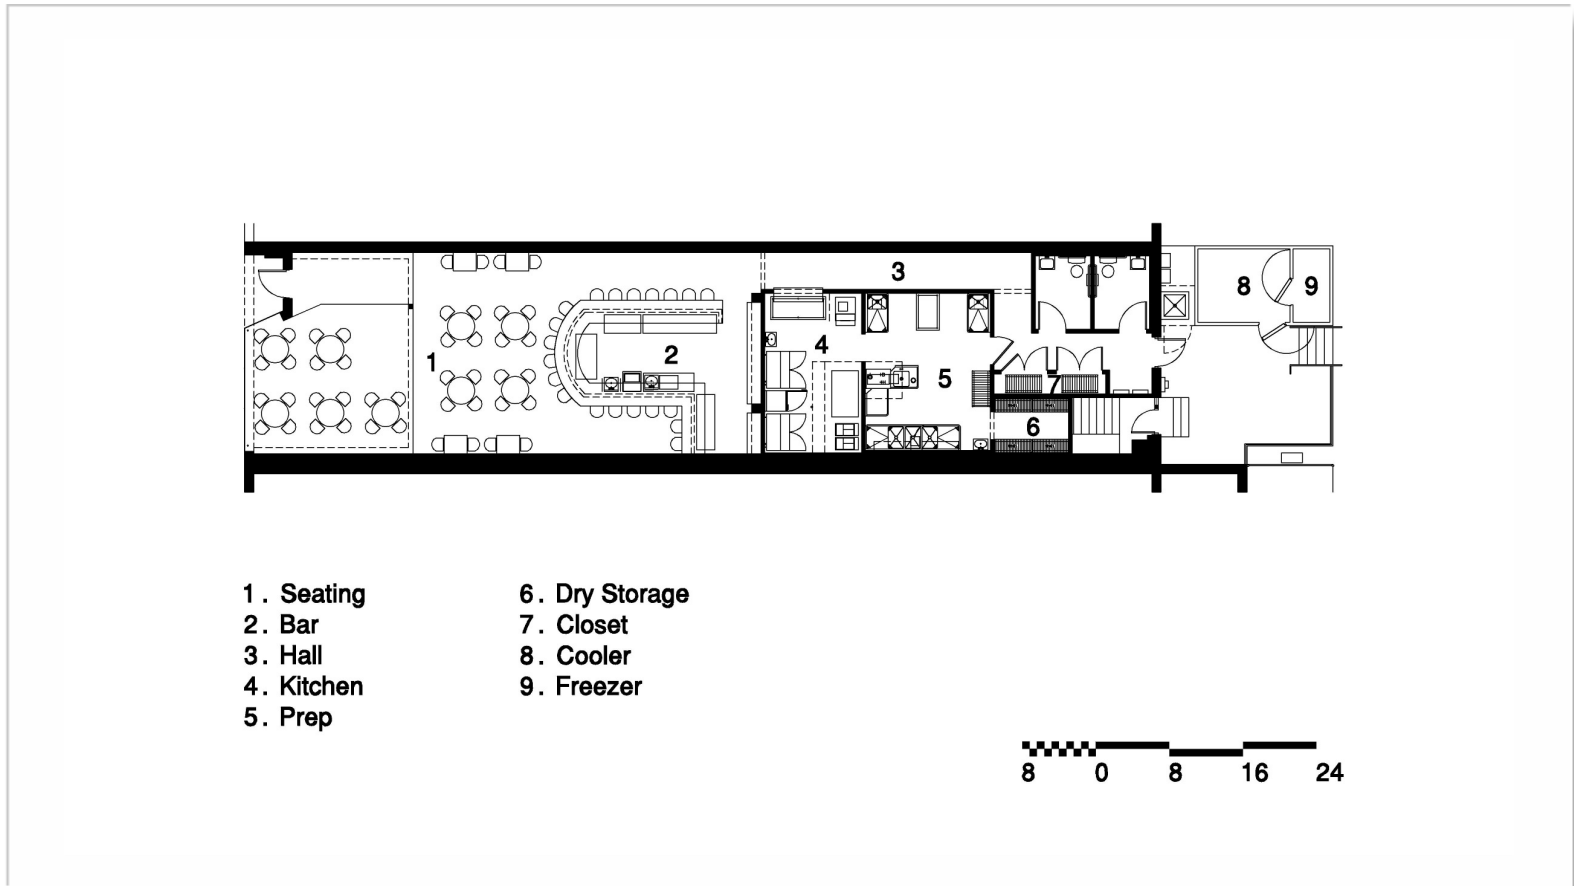 3
8
9
1
2
4
5
7
6
1. Seating
2. Bar
3. Hall
4. Kitchen
5. Prep
6. Dry Storage
7. Closet
8. Cooler
9. Freezer
8 0 8 16 24